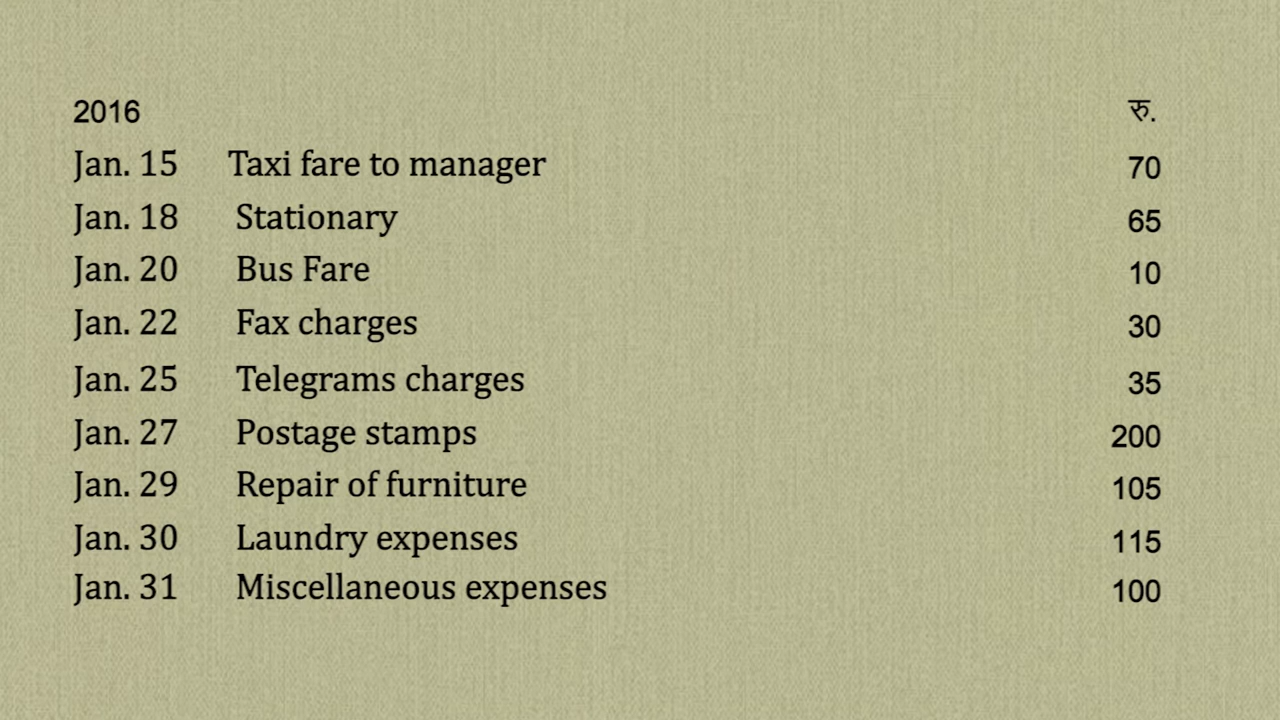 2016 रु.
Jan. 15 Taxi fare to manager 70
Jan. 18 Stationary 65
Jan. 20 Bus Fare 10
Jan. 22 Fax charges 30
Jan. 25 Telegrams charges 35
Jan. 27 Postage stamps 200
Jan. 29 Repair of furniture 105
Jan. 30 Laundry expenses 115
Jan. 31 Miscellaneous expenses 100